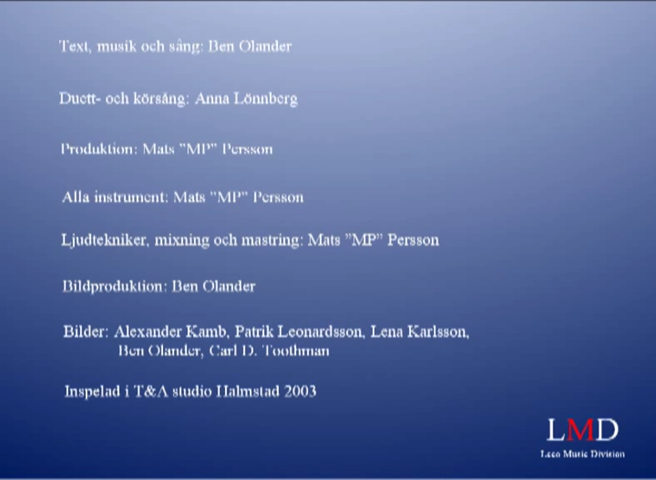 Text, musik och sång: Ben Olander
Duett- och körsång: Anna Lönnberg
Produktion: Mats "MP" Persson
Alla instrument: Mats "MP" Persson
Ljudtekniker, mixning och mastring: Mats "MP" Persson
Bildproduktion: Ben Olander
Bilder: Alexander Kamb, Patrik Leonardsson, Lena Karlsson,
Ben Olander, Carl D. Toothman
Inspelad i T&A studio Halmstad 2003
LMD
Music Division